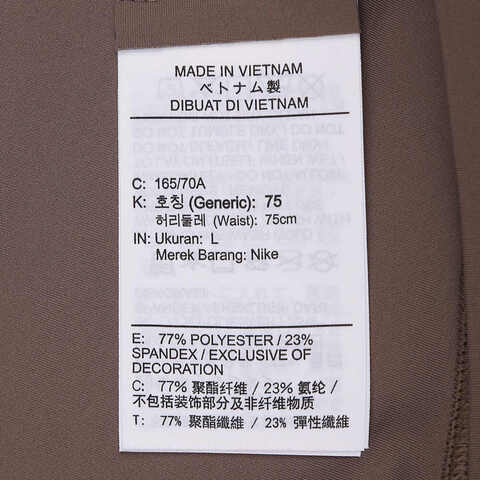 MADE IN VIETNAM
ベトナム製
DIBUAT DI VIETNAM
C: 165/70A
K: 호칭 (Generic): 75
허리둘레 (Waist): 75cm
IN: Ukuran: L
Merek Barang: Nike
E: 77% POLYESTER / 23%
SPANDEX / EXCLUSIVE OF
DECORATION
C: 77% 聚酯纤维 / 23% 氨纶 /
不包括装饰部分及非纤维物质
T: 77% 聚酯纖維 / 23% 彈性纖維